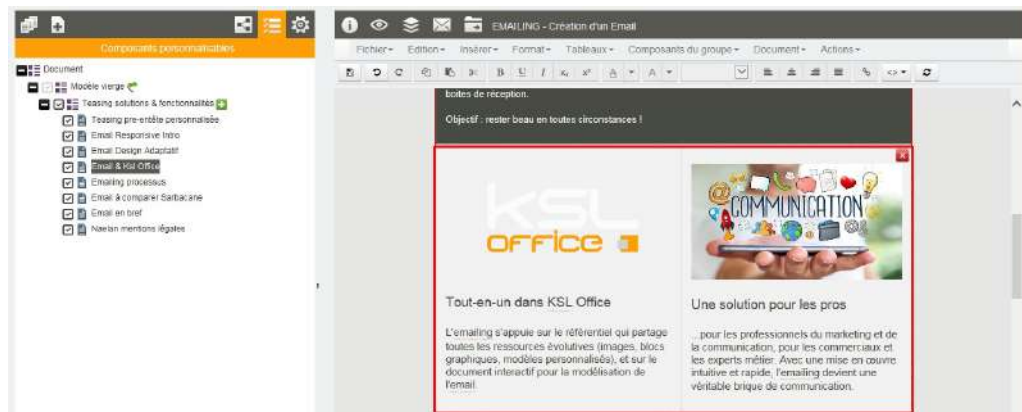 EMAILING - Création d'un Email
Composants personnalisables
Fichier Edition Insérer Format Tableaux Composants du groupe Document Actions
Document
Modèle vierge
Teasing solutions & fonctionnalités
Teasing pre-entête personnalisée
Email Responsive Intro
Email Design Adaptatif
Email & Ksl Office
Emailing processus
Email à comparer Sarbacane
Email en bref
Naelan mentions légales
boites de réception.
Objectif : rester beau en toutes circonstances !
KSL
OFFICE
COMMUNICATION
Tout-en-un dans KSL Office
L'emailing s'appuie sur le référentiel qui partage
toutes les ressources évolutives (images, blocs
graphiques, modèles personnalisés), et sur le
document interactif pour la modélisation de
l'email.
Une solution pour les pros
...pour les professionnels du marketing et de
la communication, pour les commerciaux et
les experts métier. Avec une mise en œuvre
intuitive et rapide, l'emailing devient une
véritable brique de communication.